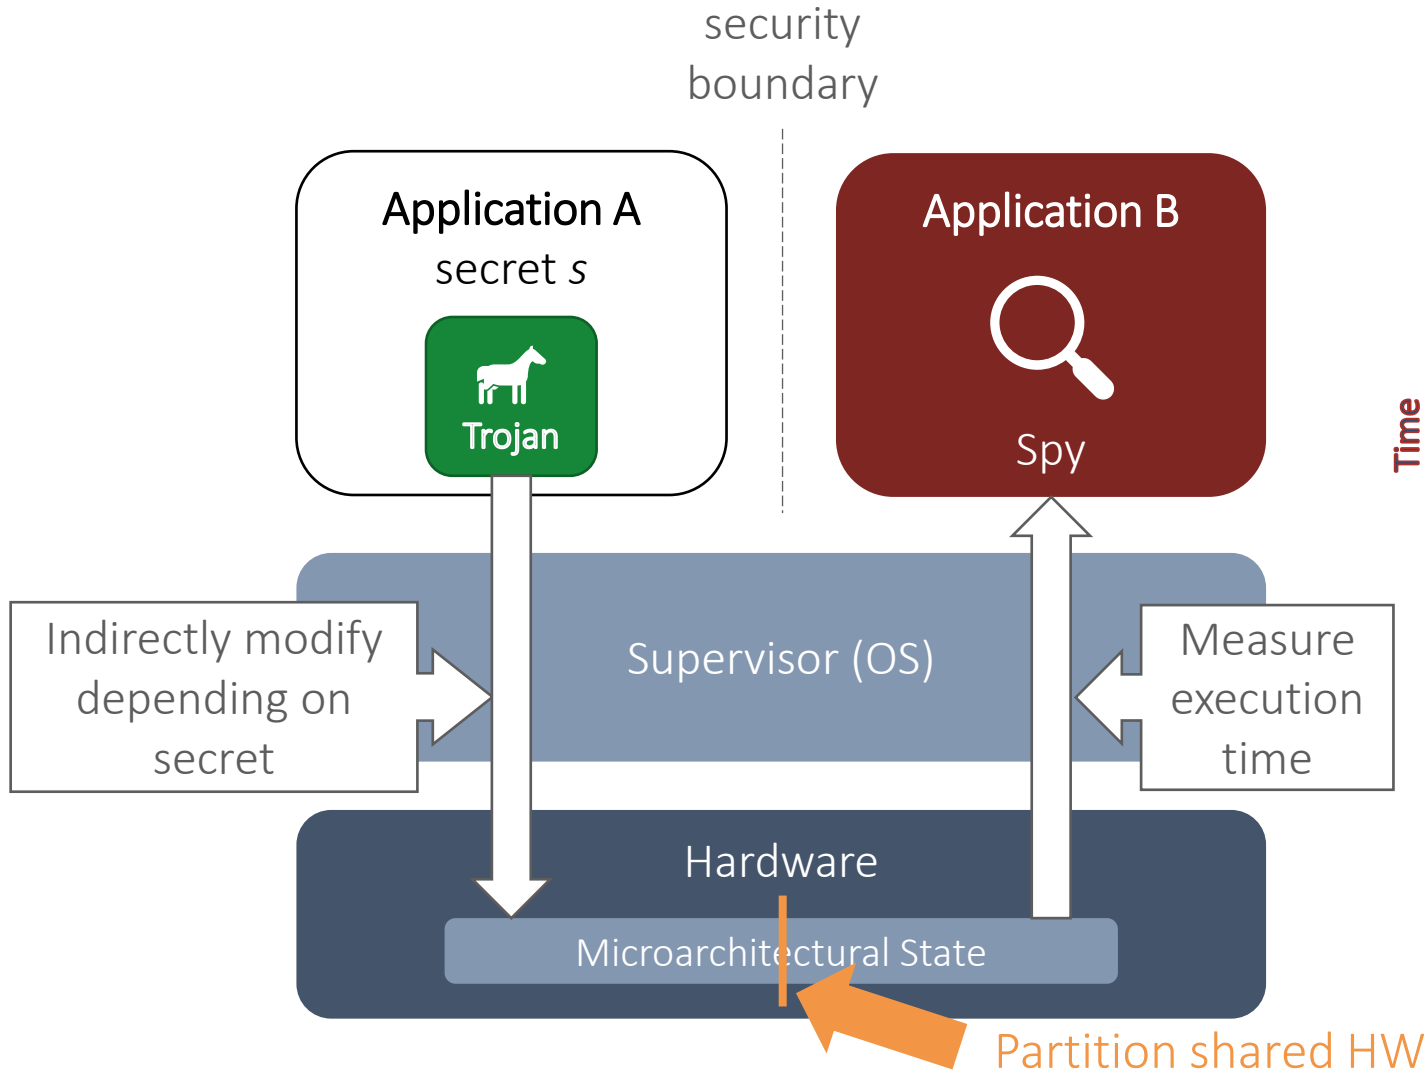 security
boundary
Application A
secret s
Trojan
Application B
Spy
Time
Indirectly modify
depending on
secret
Supervisor (OS)
Measure
execution
time
Hardware
Microarchitectural State
Partition shared HW